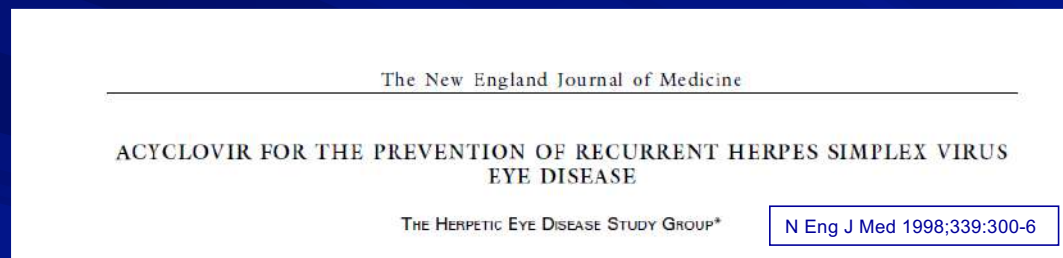 The New England Journal of Medicine
ACYCLOVIR FOR THE PREVENTION OF RECURRENT HERPES SIMPLEX VIRUS
EYE DISEASE
THE HERPETIC EYE DISEASE STUDY GROUP*
N Eng J Med 1998;339:300-6